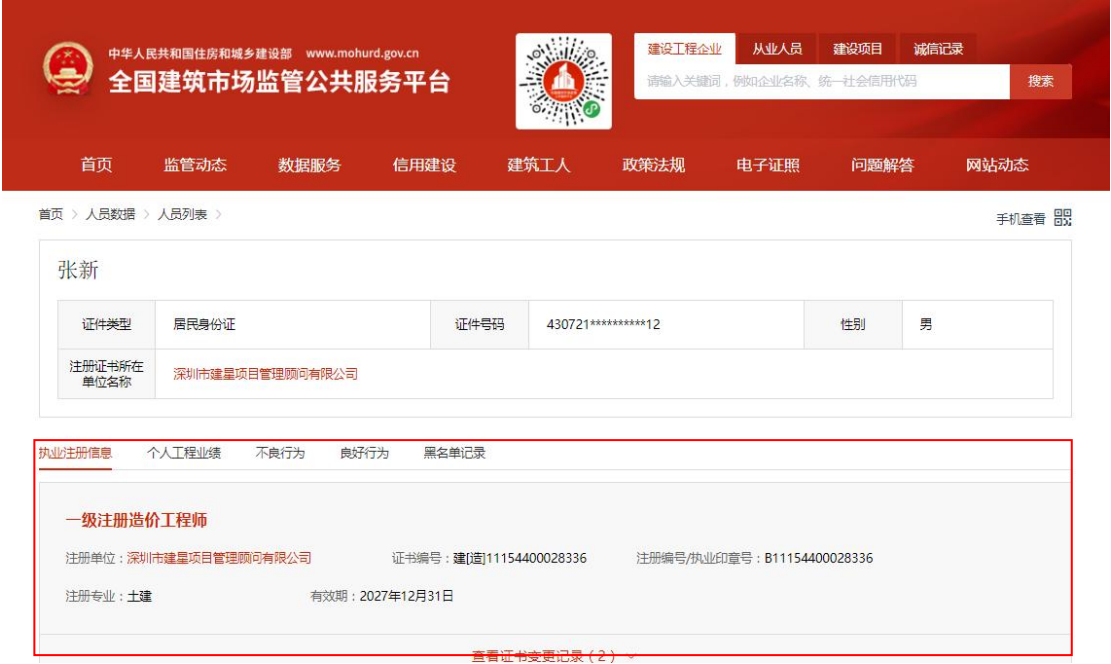 中华人民共和国住房和城乡建设部 www.mohurd.gov.cn
全国建筑市场监管公共服务平台
建设工程企业 从业人员 建设项目 诚信记录
请输入关键词，例如企业名称、统一社会信用代码 搜索
首页 监管动态 数据服务 信用建设 建筑工人 政策法规 电子证照 问题解答 网站动态
首页 > 人员数据 > 人员列表 >
手机查看
张新
证件类型 居民身份证 证件号码 430721**********12 性别 男
注册证书所在
单位名称
深圳市建星项目管理顾问有限公司
执业注册信息 个人工程业绩 不良行为 良好行为 黑名单记录
一级注册造价工程师
注册单位：深圳市建星项目管理顾问有限公司 证书编号：建[造]11154400028336 注册编号/执业印章号：B11154400028336
注册专业：土建 有效期：2027年12月31日
查看证书变更记录（2）